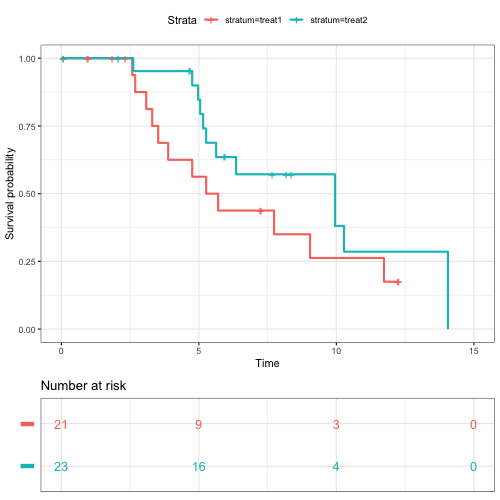 Strata stratum=treat1 stratum=treat2
Survival probability
1.00
0.75
0.50
0.25
0.00
0 5 10 15
Time
Number at risk
21 9 3 0
23 16 4 0